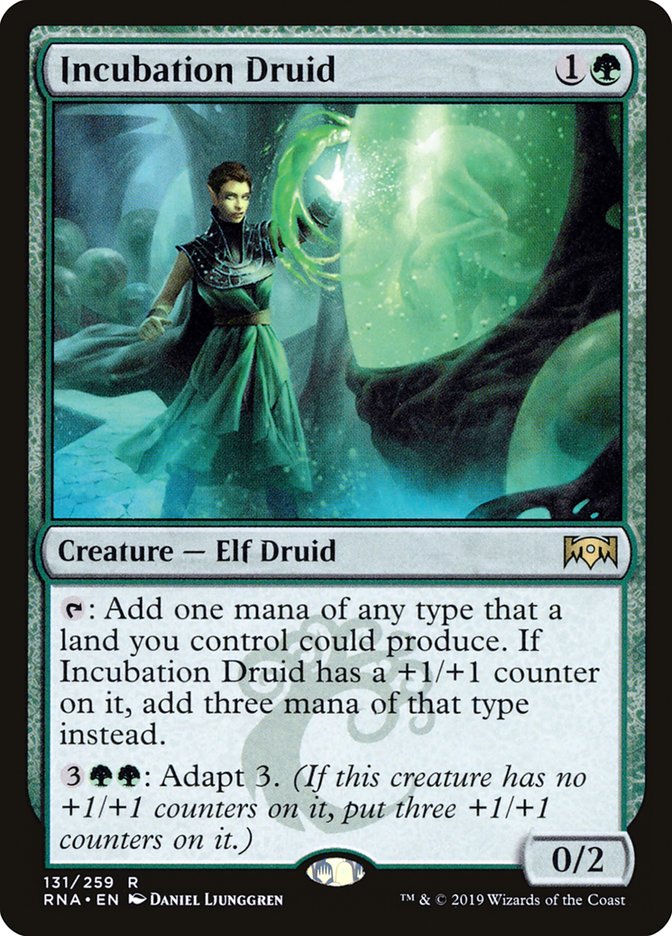 Incubation Druid 1
Creature — Elf Druid
: Add one mana of any type that a
land you control could produce. If
Incubation Druid has a +1/+1 counter
on it, add three mana of that type
instead.
3: Adapt 3. (If this creature has no
+1/+1 counters on it, put three +1/+1
counters on it.)
0/2
131/259 R
RNA • EN Daniel Ljunggren
™ & © 2019 Wizards of the Coast